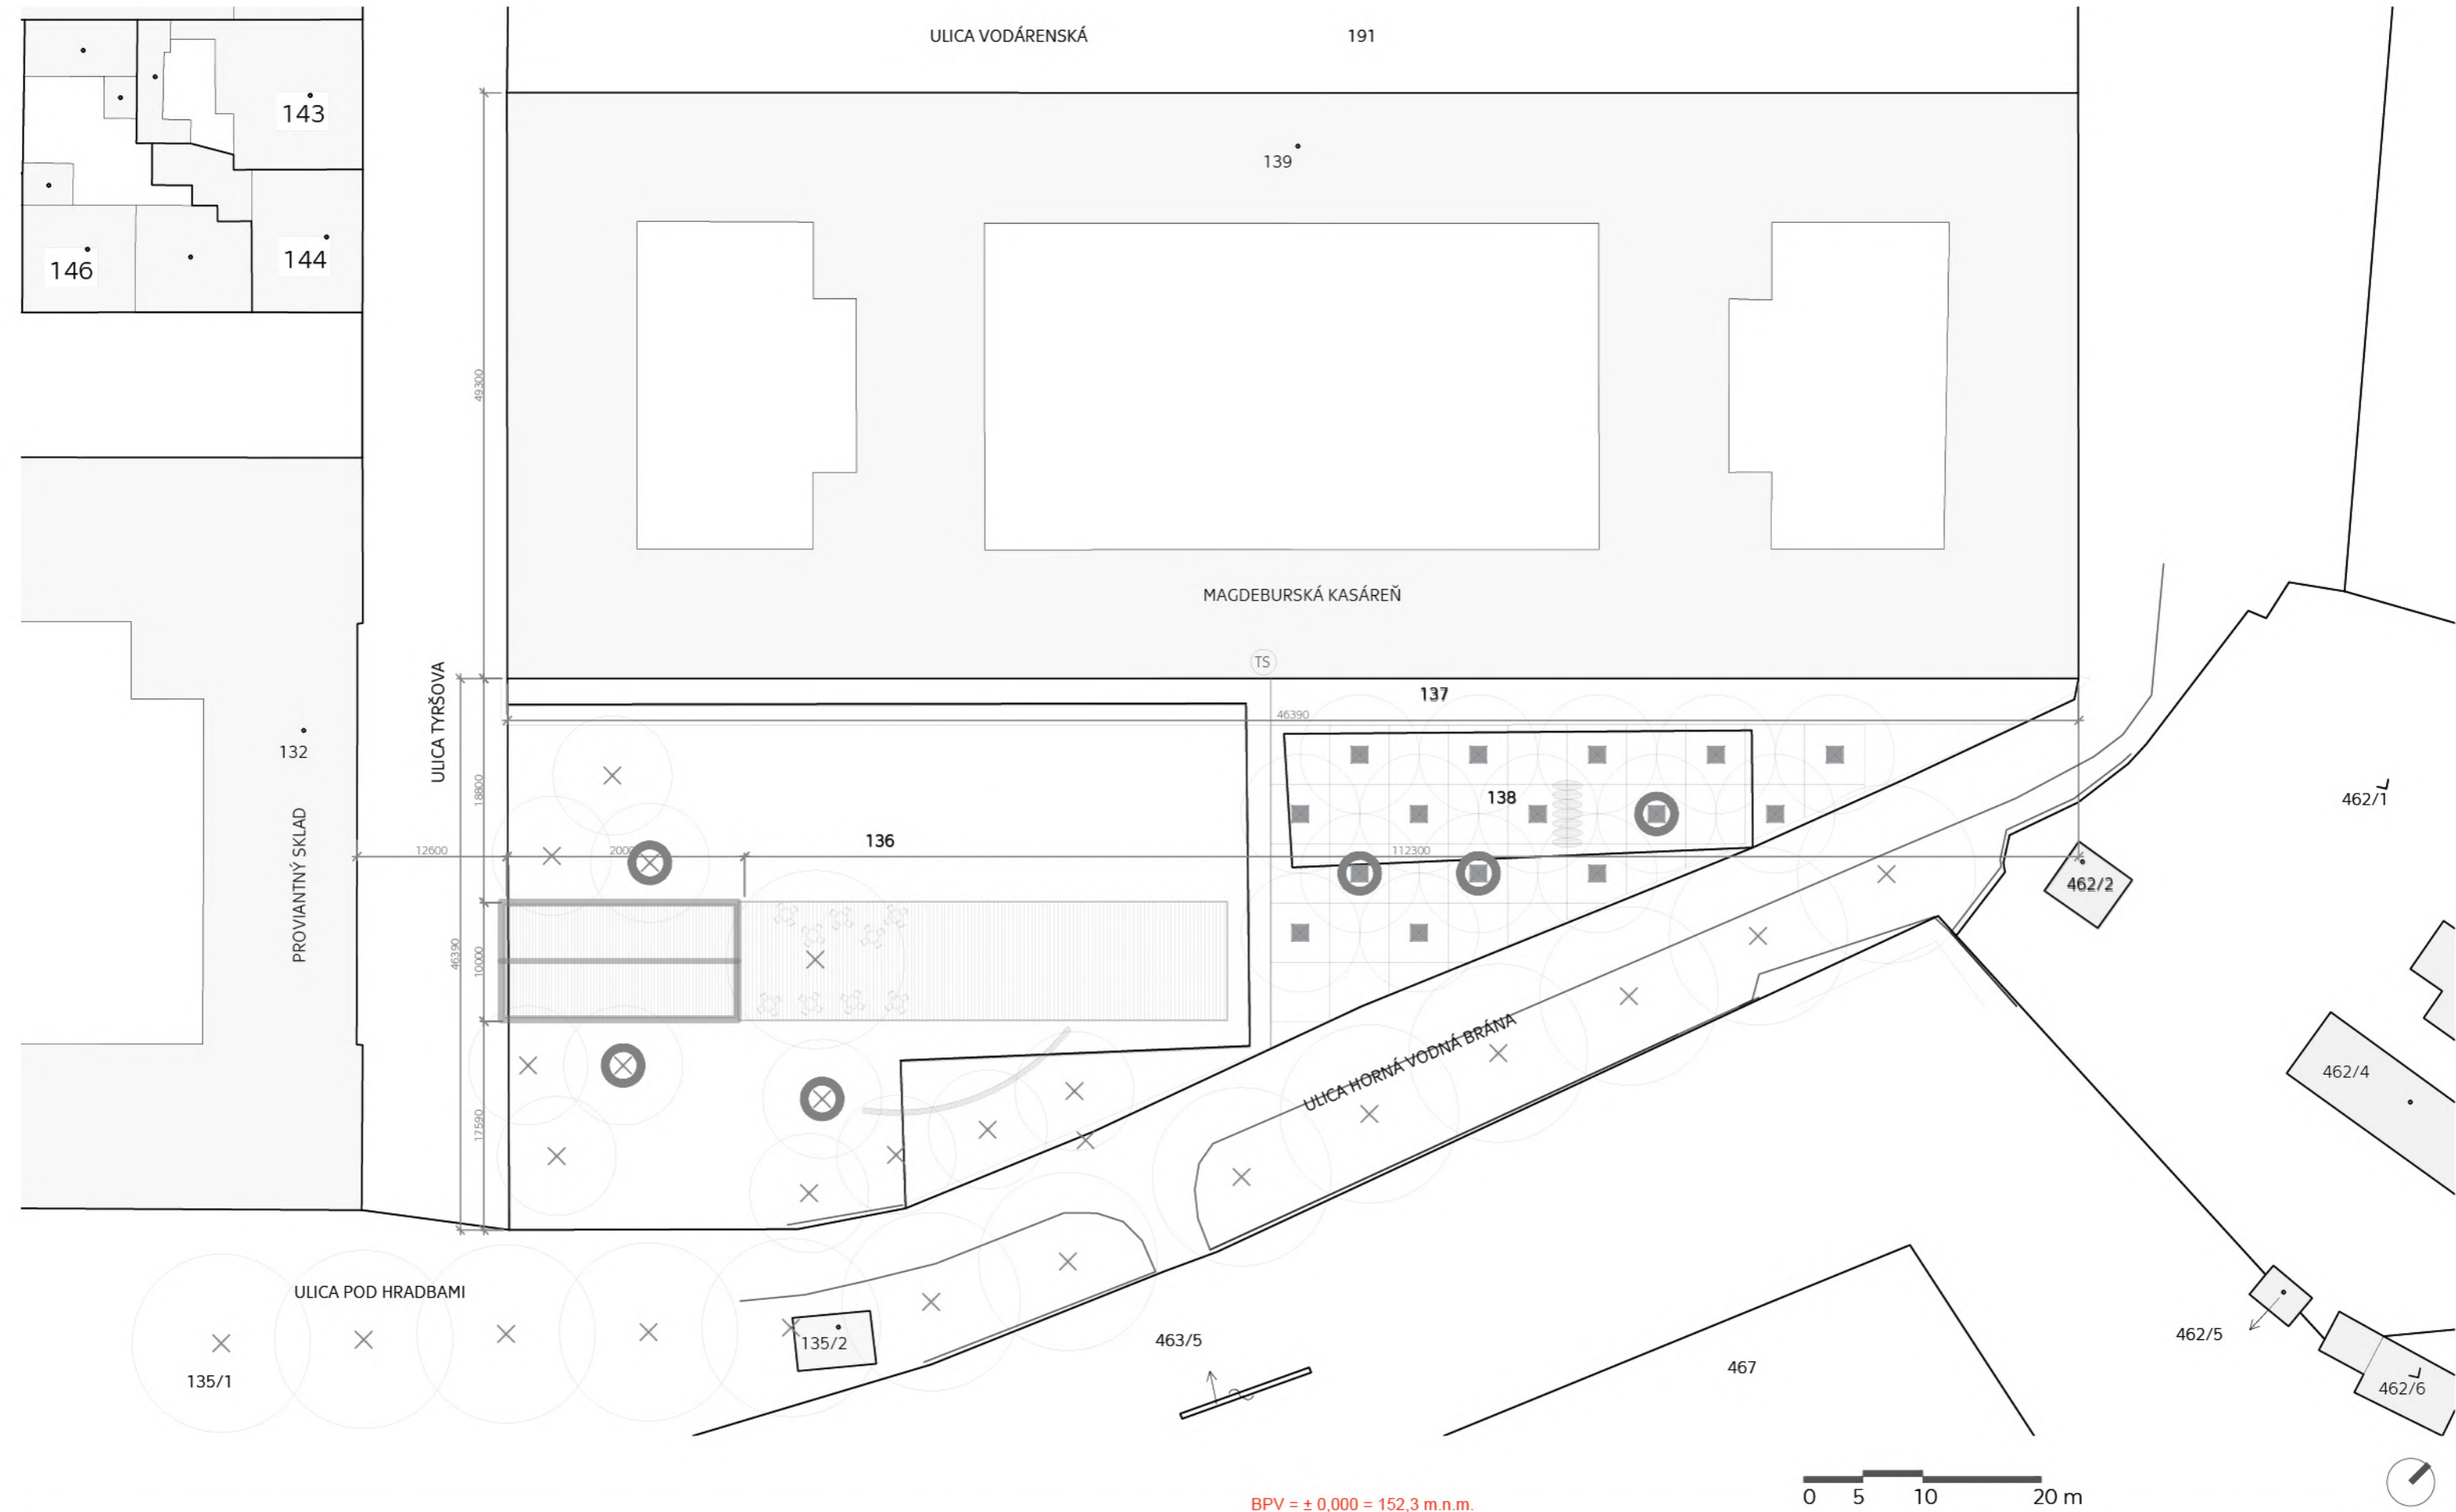 ULICA VODÁRENSKÁ
191
143
139
146
144
49300
MAGDEBURSKÁ KASÁREŇ
TS
ULICA TYRŠOVA
137
46390
132
18800
138
462/1
136
12600
112300
PROVIANTNÝ SKLAD
462/2
46390
10000
ULICA HORNÁ VODNÁ BRÁNA
462/4
17590
ULICA POD HRADBAMI
135/2
463/5
462/5
135/1
467
462/6
0 5 10 20 m
BPV = ± 0,000 = 152,3 m.n.m.